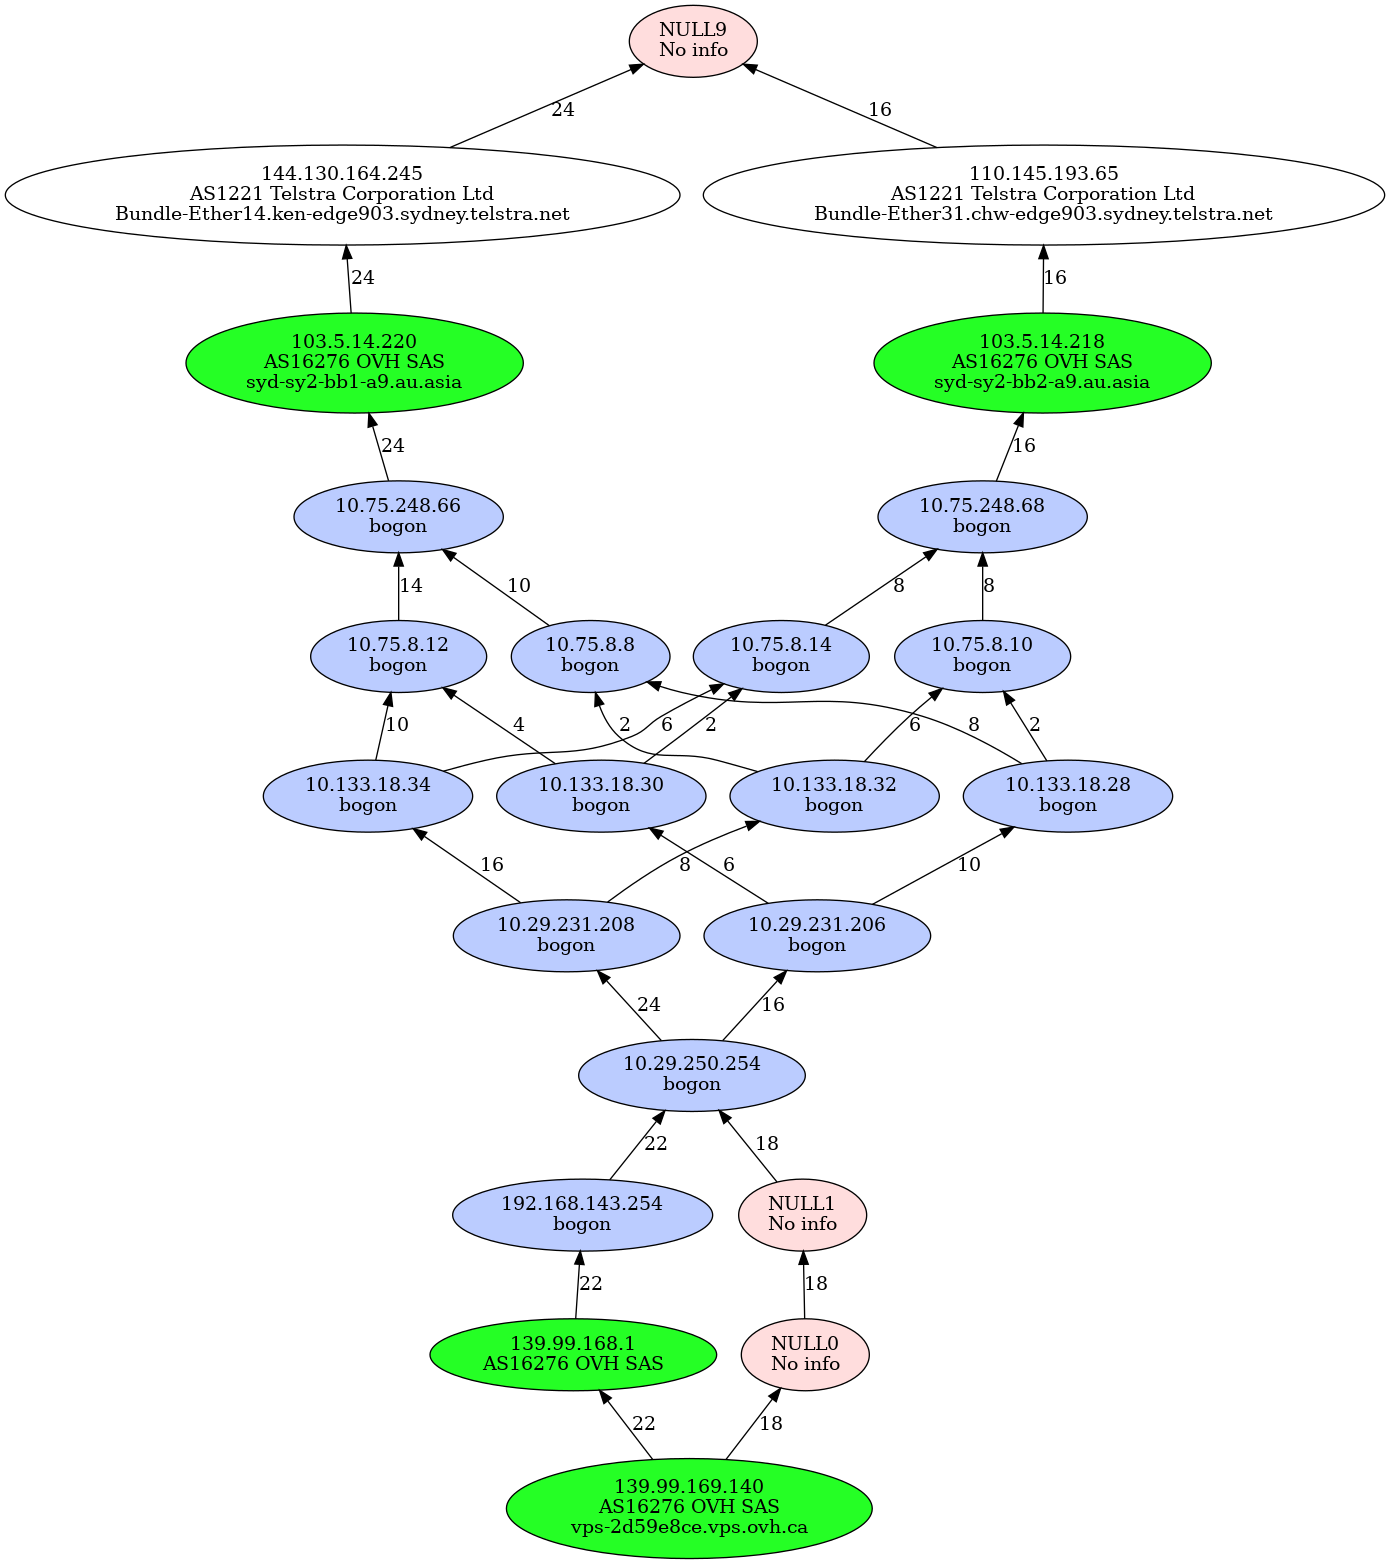 NULL9
No info
24
16
144.130.164.245
AS1221 Telstra Corporation Ltd
Bundle-Ether14.ken-edge903.sydney.telstra.net
110.145.193.65
AS1221 Telstra Corporation Ltd
Bundle-Ether31.chw-edge903.sydney.telstra.net
24
16
103.5.14.220
AS16276 OVH SAS
syd-sy2-bb1-a9.au.asia
103.5.14.218
AS16276 OVH SAS
syd-sy2-bb2-a9.au.asia
24
16
10.75.248.66
bogon
10.75.248.68
bogon
14
10
8
8
10.75.8.12
bogon
10.75.8.8
bogon
10.75.8.14
bogon
10.75.8.10
bogon
10
4
2
6
2
6
8
2
10.133.18.34
bogon
10.133.18.30
bogon
10.133.18.32
bogon
10.133.18.28
bogon
16
8
6
10
10.29.231.208
bogon
10.29.231.206
bogon
24
16
10.29.250.254
bogon
22
18
192.168.143.254
bogon
NULL1
No info
22
18
139.99.168.1
AS16276 OVH SAS
NULL0
No info
22
18
139.99.169.140
AS16276 OVH SAS
vps-2d59e8ce.vps.ovh.ca